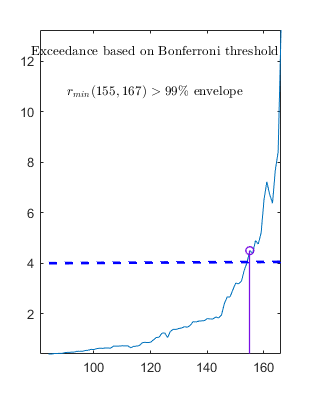 Exceedance based on Bonferroni threshold
12
r_{min}(155, 167) > 99% envelope
10
8
6
4
2
100 120 140 160